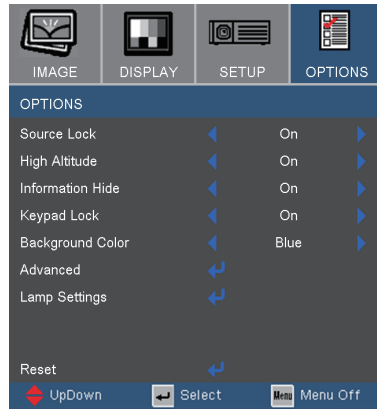 IMAGE DISPLAY SETUP OPTIONS
OPTIONS
Source Lock On
High Altitude On
Information Hide On
Keypad Lock On
Background Color Blue
Advanced
Lamp Settings
Reset
UpDown Select Menu Menu Off